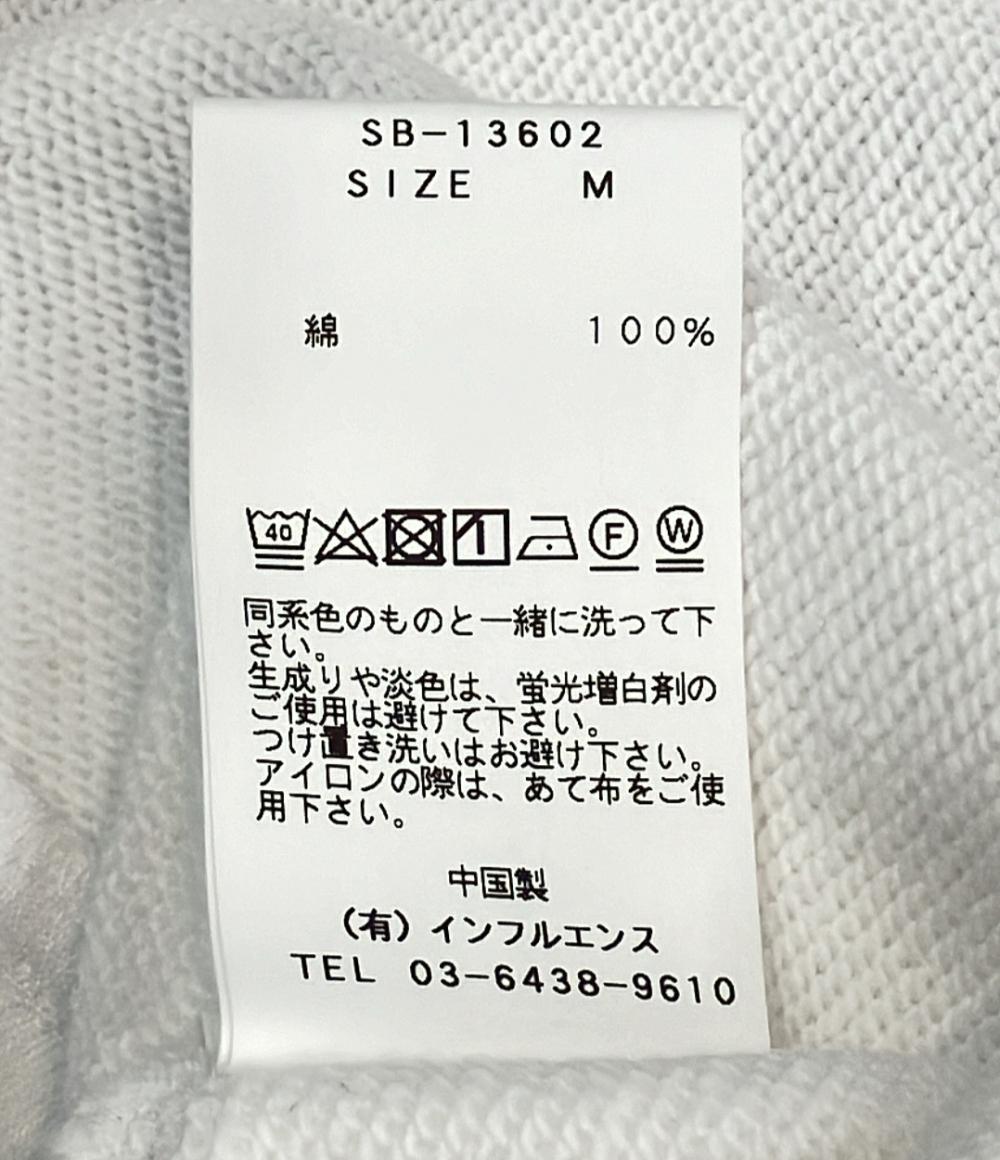 SB-13602
SIZE M
綿 100%
40 F W
同系色のものと一緒に洗って下
さい。
生成りや淡色は、蛍光増白剤の
ご使用は避けて下さい。
つけ置き洗いはお避け下さい。
アイロンの際は、あて布をご使
用下さい。
中国製
(有)インフルエンス
TEL 03-6438-9610